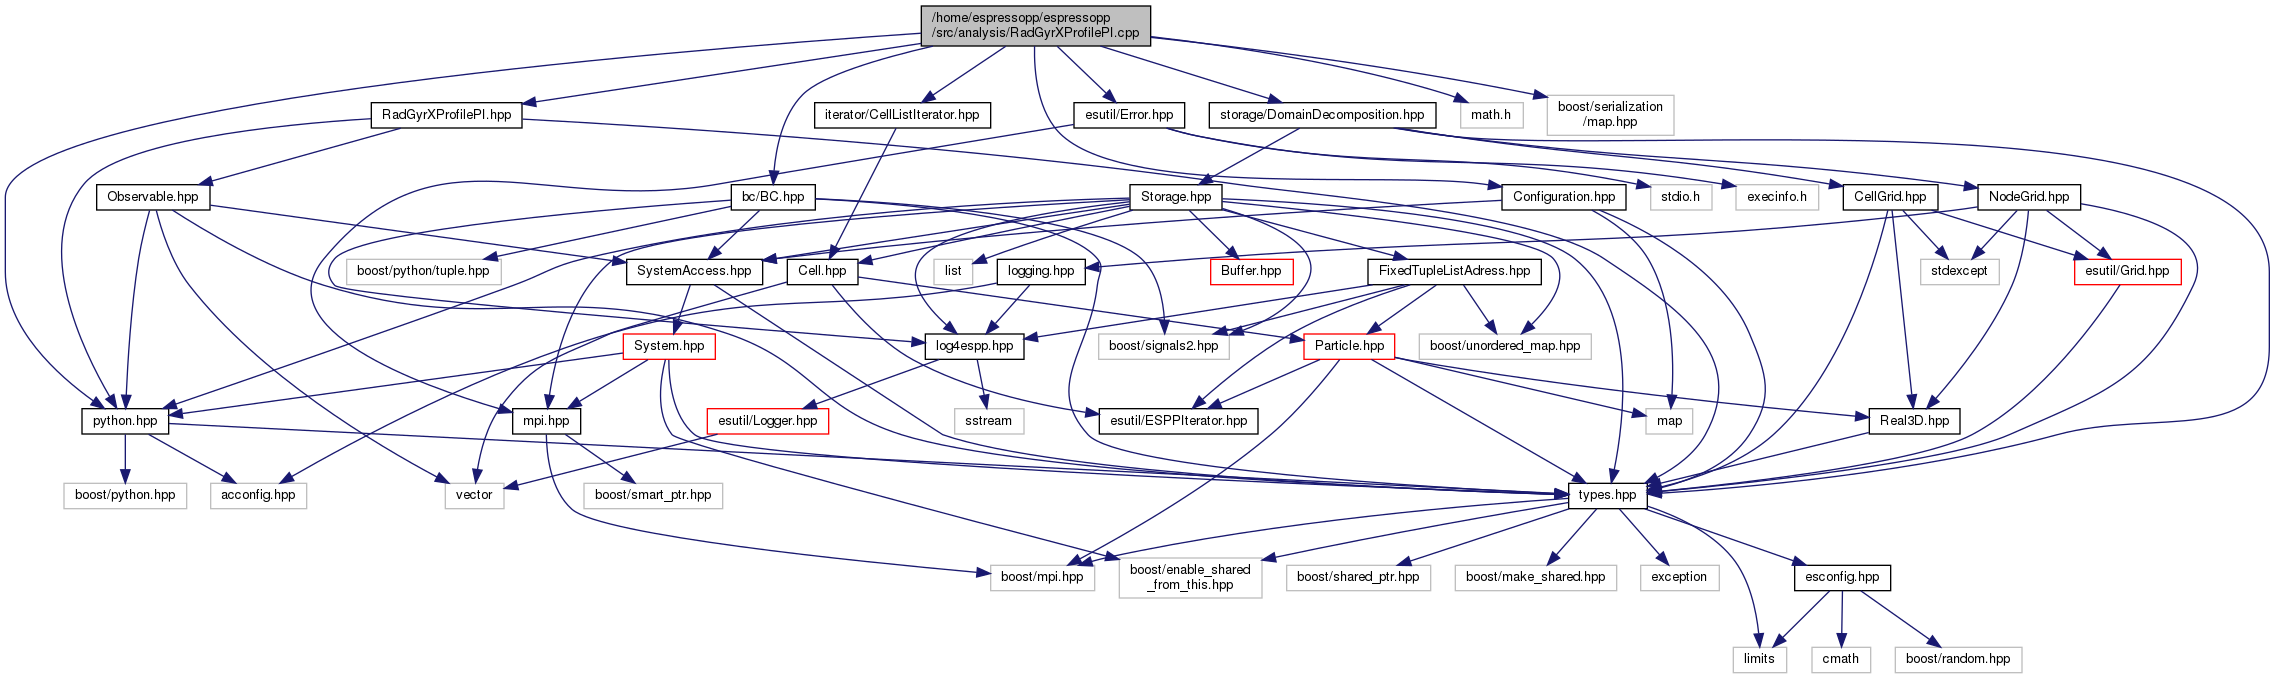 /home/espressopp/espressopp
/src/analysis/RadGyrXProfilePI.cpp
RadGyrXProfilePI.hpp
iterator/CellListIterator.hpp
esutil/Error.hpp
storage/DomainDecomposition.hpp
math.h
boost/serialization
/map.hpp
Observable.hpp
bc/BC.hpp
Storage.hpp
Configuration.hpp
stdio.h
execinfo.h
CellGrid.hpp
NodeGrid.hpp
boost/python/tuple.hpp
SystemAccess.hpp
Cell.hpp
list
logging.hpp
Buffer.hpp
FixedTupleListAdress.hpp
stdexcept
esutil/Grid.hpp
System.hpp
log4espp.hpp
boost/signals2.hpp
Particle.hpp
boost/unordered_map.hpp
python.hpp
mpi.hpp
esutil/Logger.hpp
sstream
esutil/ESPPIterator.hpp
map
Real3D.hpp
boost/python.hpp
acconfig.hpp
vector
boost/smart_ptr.hpp
types.hpp
boost/mpi.hpp
boost/enable_shared
_from_this.hpp
boost/shared_ptr.hpp
boost/make_shared.hpp
exception
esconfig.hpp
limits
cmath
boost/random.hpp